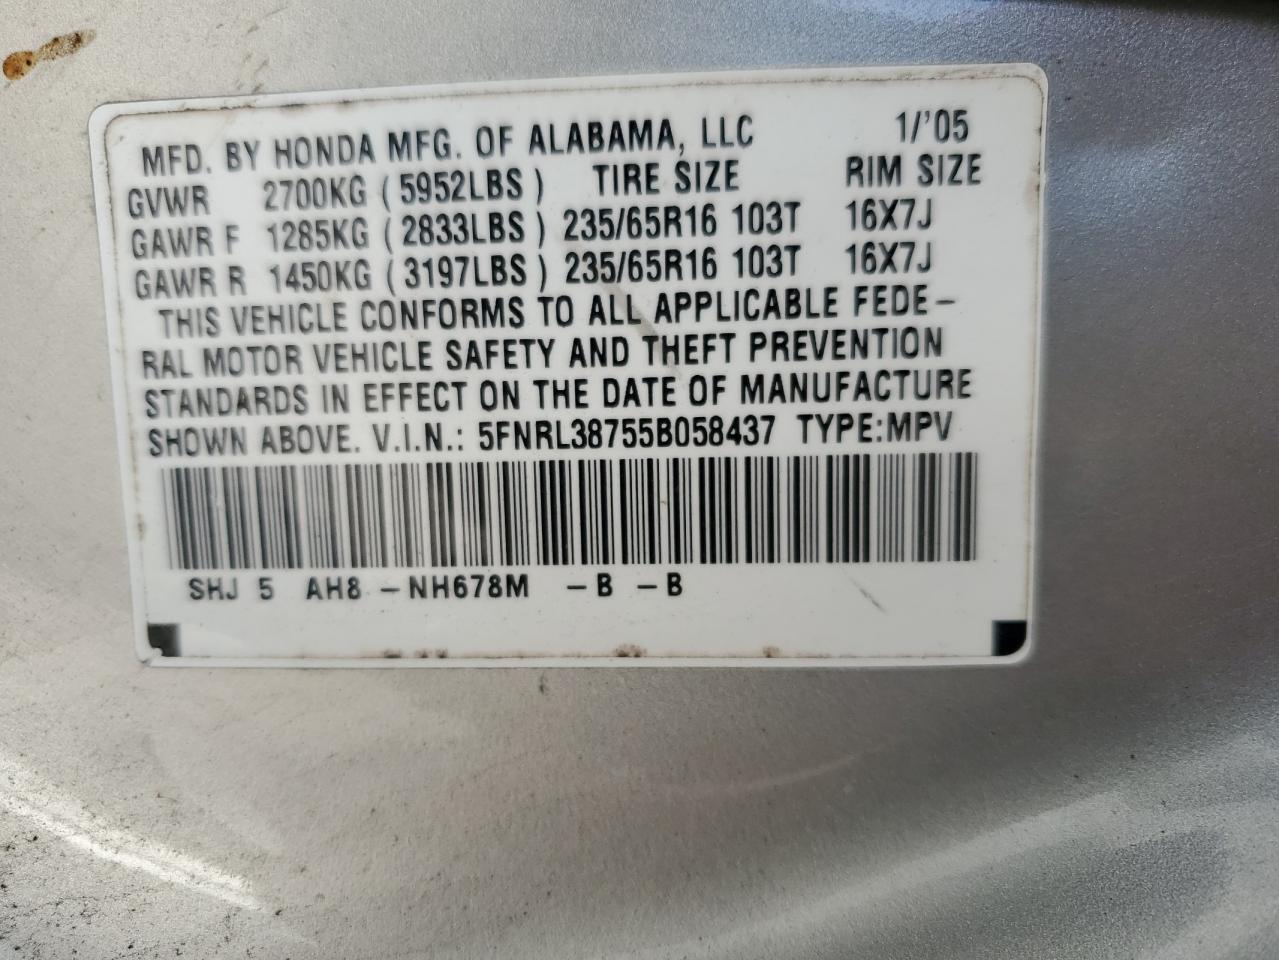 MFD. BY HONDA MFG. OF ALABAMA, LLC 1/'05
GVWR 2700KG ( 5952LBS ) TIRE SIZE RIM SIZE
GAWR F 1285KG ( 2833LBS ) 235/65R16 103T 16X7J
GAWR R 1450KG ( 3197LBS ) 235/65R16 103T 16X7J
THIS VEHICLE CONFORMS TO ALL APPLICABLE FEDE-
RAL MOTOR VEHICLE SAFETY AND THEFT PREVENTION
STANDARDS IN EFFECT ON THE DATE OF MANUFACTURE
SHOWN ABOVE. V.I.N.: 5FNRL38755B058437 TYPE:MPV
SHJ 5 AH8 -NH678M -B -B